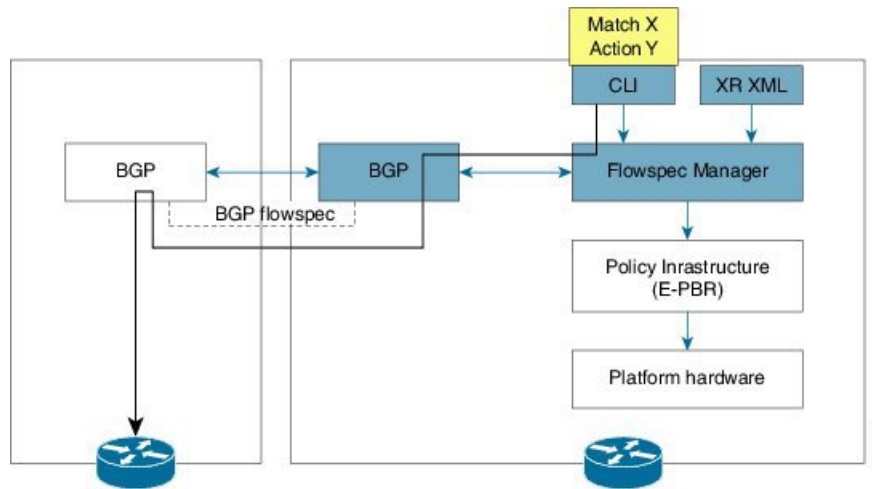 Match X
Action Y
CLI
XR XML
BGP
BGP
Flowspec Manager
BGP flowspec
Policy Inrastructure
(E-PBR)
Platform hardware